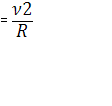 = v2
R